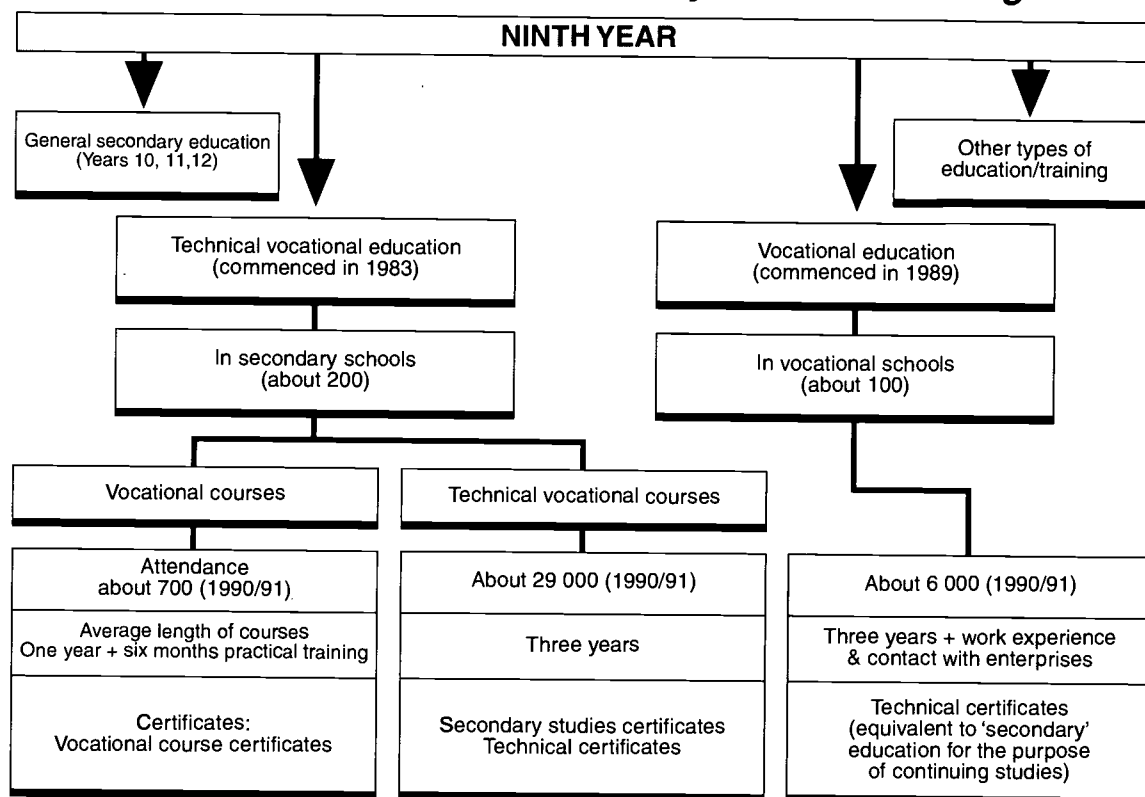 NINTH YEAR
General secondary education
(Years 10, 11,12)
Other types of
education/training
Technical vocational education
(commenced in 1983)
Vocational education
(commenced in 1989)
In secondary schools
(about 200)
In vocational schools
(about 100)
Vocational courses
Technical vocational courses
Attendance
about 700 (1990/91)
Average length of courses
One year + six months practical training
Certificates:
Vocational course certificates
About 29 000 (1990/91)
Three years
Secondary studies certificates
Technical certificates
About 6 000 (1990/91)
Three years + work experience
& contact with enterprises
Technical certificates
(equivalent to ‘secondary’
education for the purpose
of continuing studies)